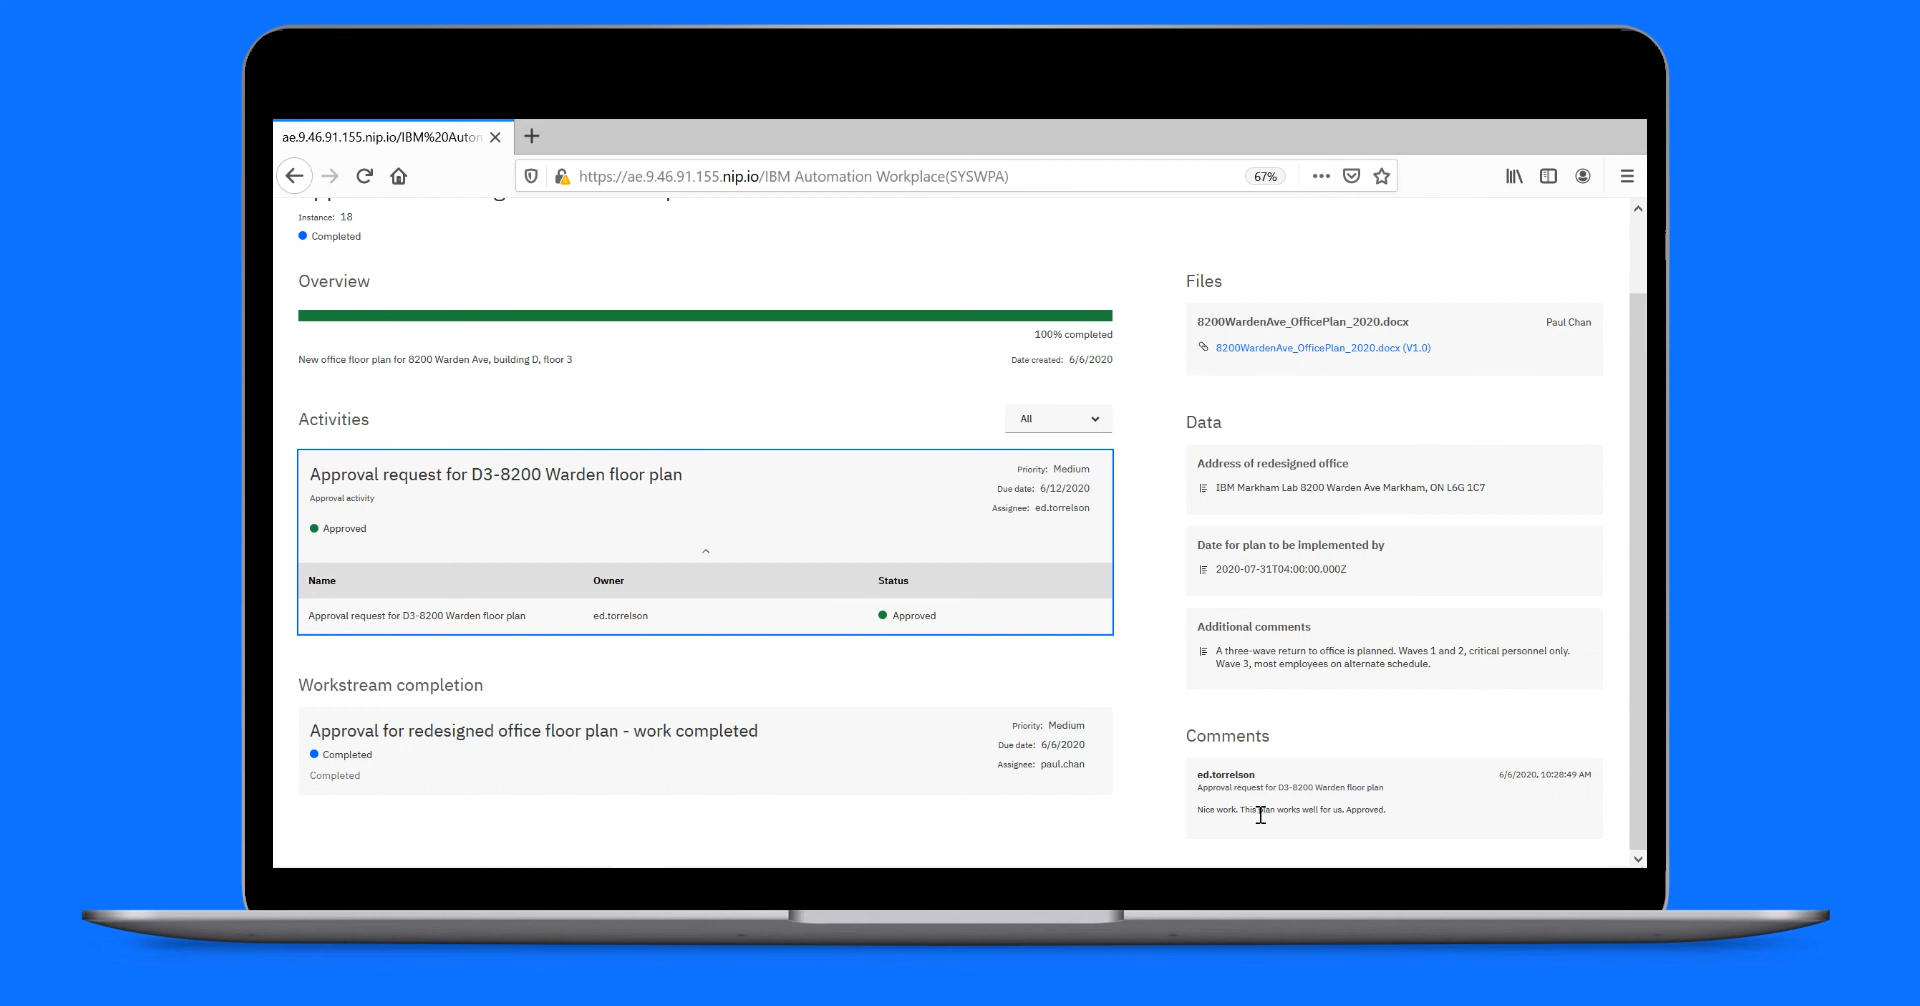 ae.9.46.91.155.nip.io/IBM%20Auton
https://ae.9.46.91.155.nip.io/IBM Automation Workplace(SYSWPA)
67%
Instance: 18
Completed
Overview
100% completed
New office floor plan for 8200 Warden Ave, building D, floor 3
Date created: 6/6/2020
Activities
All
Approval request for D3-8200 Warden floor plan
Approval activity
Approved
Priority: Medium
Due date: 6/12/2020
Assignee: ed.torrelson
Name Owner Status
Approval request for D3-8200 Warden floor plan ed.torrelson Approved
Workstream completion
Approval for redesigned office floor plan - work completed
Completed
Completed
Priority: Medium
Due date: 6/6/2020
Assignee: paul.chan
Files
8200WardenAve_OfficePlan_2020.docx Paul Chan
8200WardenAve_OfficePlan_2020.docx (V1.0)
Data
Address of redesigned office
IBM Markham Lab 8200 Warden Ave Markham, ON L6G 1C7
Date for plan to be implemented by
2020-07-31T04:00:00.000Z
Additional comments
A three-wave return to office is planned. Waves 1 and 2, critical personnel only.
Wave 3, most employees on alternate schedule.
Comments
ed.torrelson 6/6/2020, 10:28:49 AM
Approval request for D3-8200 Warden floor plan
Nice work. This plan works well for us. Approved.